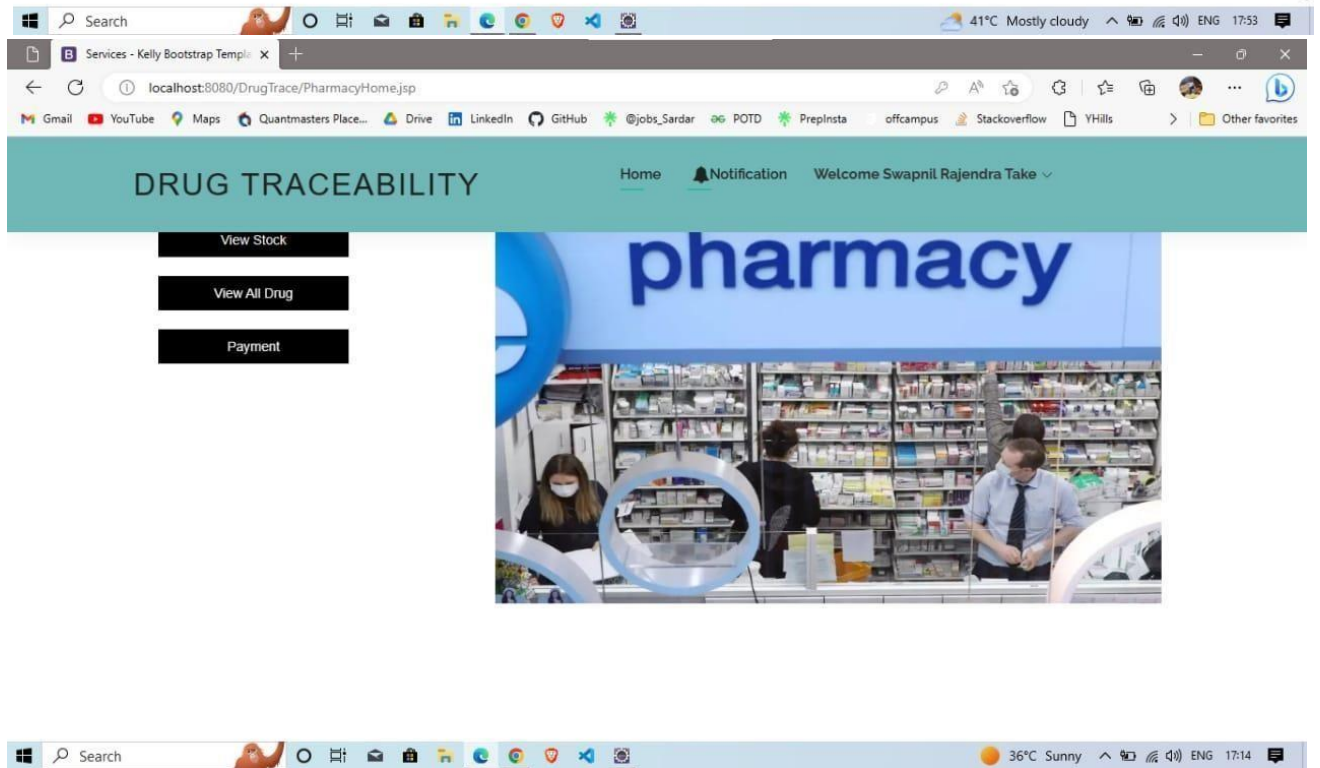 Search
41°C Mostly cloudy ENG 17:53
Services - Kelly Bootstrap Templa
localhost:8080/DrugTrace/PharmacyHome.jsp
Gmail YouTube Maps Quantmasters Place... Drive LinkedIn GitHub @jobs_Sardar POTD PrepInsta offcampus Stackoverflow YHills Other favorites
DRUG TRACEABILITY Home Notification Welcome Swapnil Rajendra Take
View Stock
View All Drug
Payment
pharmacy
Search
36°C Sunny ENG 17:14